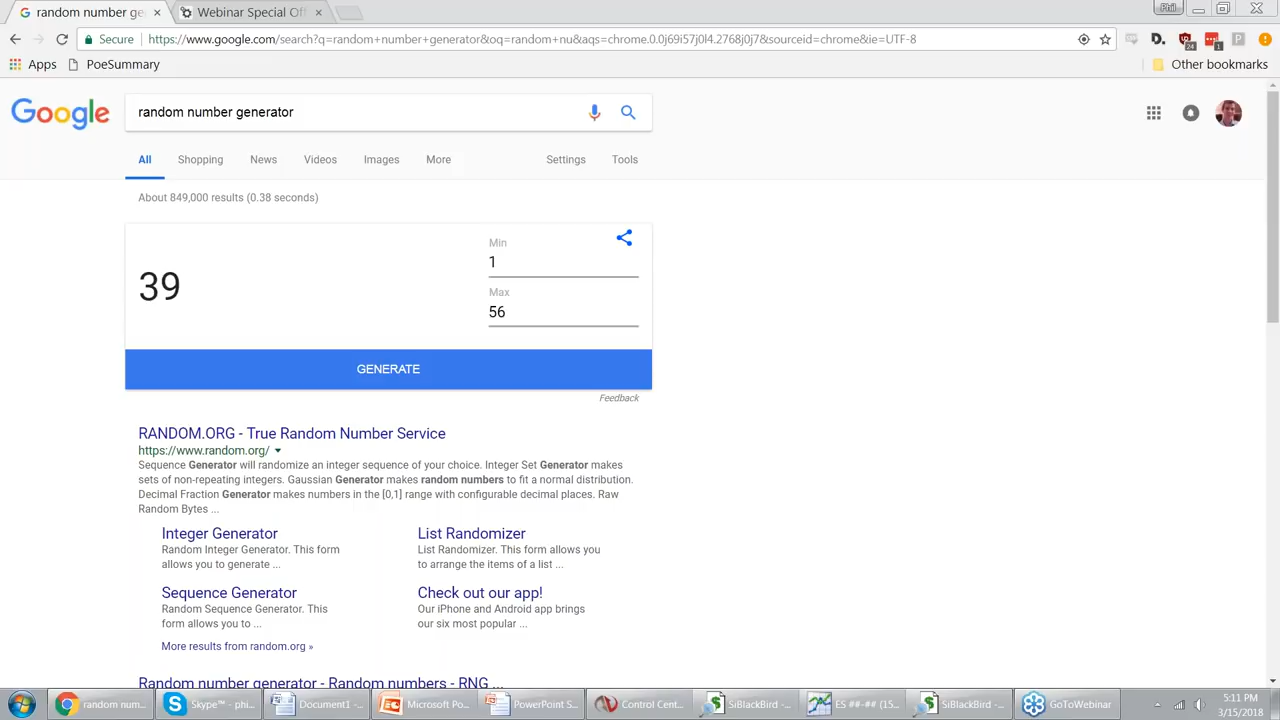 random number ge
Webinar Special Off
Phil
Secure
https://www.google.com/search?q=random+number+generator&oq=random+nu&aqs=chrome.0.0j69i57j0l4.2768j0j7&sourceid=chrome&ie=UTF-8
D.
24
1
P
Apps
PoeSummary
Other bookmarks
Google
random number generator
All Shopping News Videos Images More Settings Tools
About 849,000 results (0.38 seconds)
39
Min
1
Max
56
GENERATE
Feedback
RANDOM.ORG - True Random Number Service
https://www.random.org/
Sequence Generator will randomize an integer sequence of your choice. Integer Set Generator makes
sets of non-repeating integers. Gaussian Generator makes random numbers to fit a normal distribution.
Decimal Fraction Generator makes numbers in the [0,1] range with configurable decimal places. Raw
Random Bytes ...
Integer Generator
Random Integer Generator. This form
allows you to generate ...
List Randomizer
List Randomizer. This form allows you
to arrange the items of a list ...
Sequence Generator
Random Sequence Generator. This
form allows you to ...
Check out our app!
Our iPhone and Android app brings
our six most popular ...
More results from random.org »
Random number generator - Random numbers - RNG ...
random num...
Skype™ - phi...
Document1 -...
Microsoft Po...
PowerPoint S...
Control Cent...
SiBlackBird -...
ES ##-## (15...
SiBlackBird -...
GoToWebinar
5:11 PM
3/15/2018